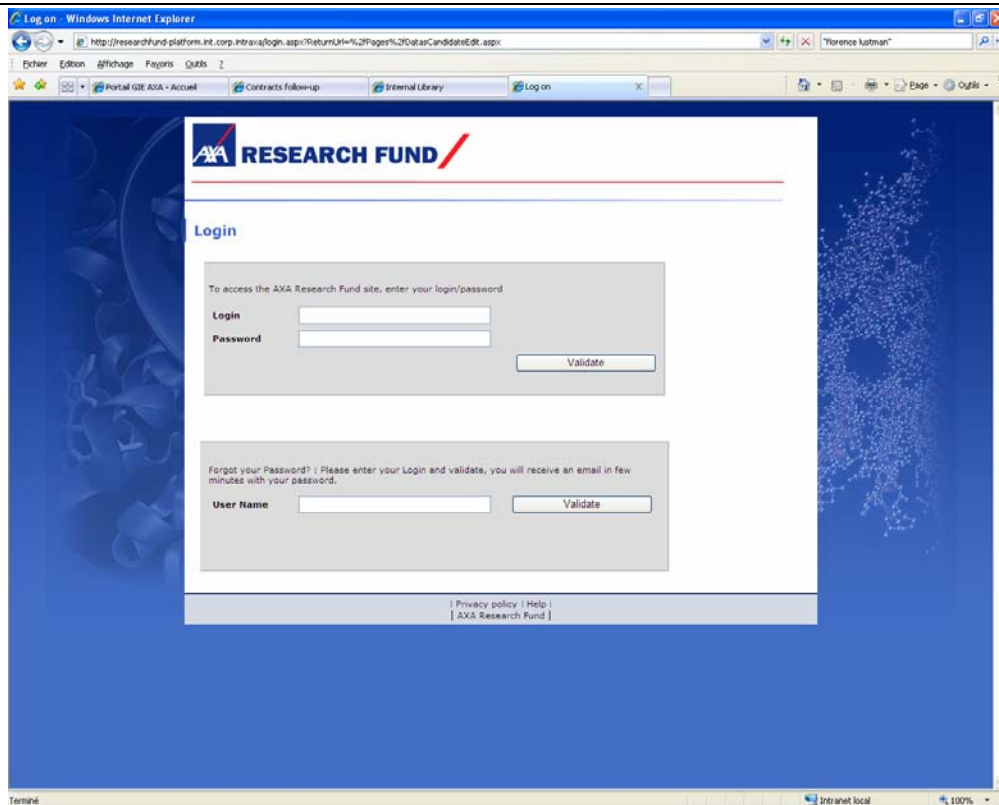 Log on - Windows Internet Explorer
http://researchfund-platform.int.corp.intraxa/login.aspx?ReturnUrl=%2fPages%2fDatasCandidateEdit.aspx
"florence lustman"
Fichier Edition Affichage Favoris Outils ?
Portail GIE AXA - Accueil
Contracts follow-up
Internal Library
Log on
Page
Outils
AXA RESEARCH FUND
Login
To access the AXA Research Fund site, enter your login/password
Login
Password
Validate
Forgot your Password? : Please enter your Login and validate, you will receive an email in few
minutes with your password.
User Name
Validate
| Privacy policy | Help |
| AXA Research Fund |
Terminé
Intranet local
100%